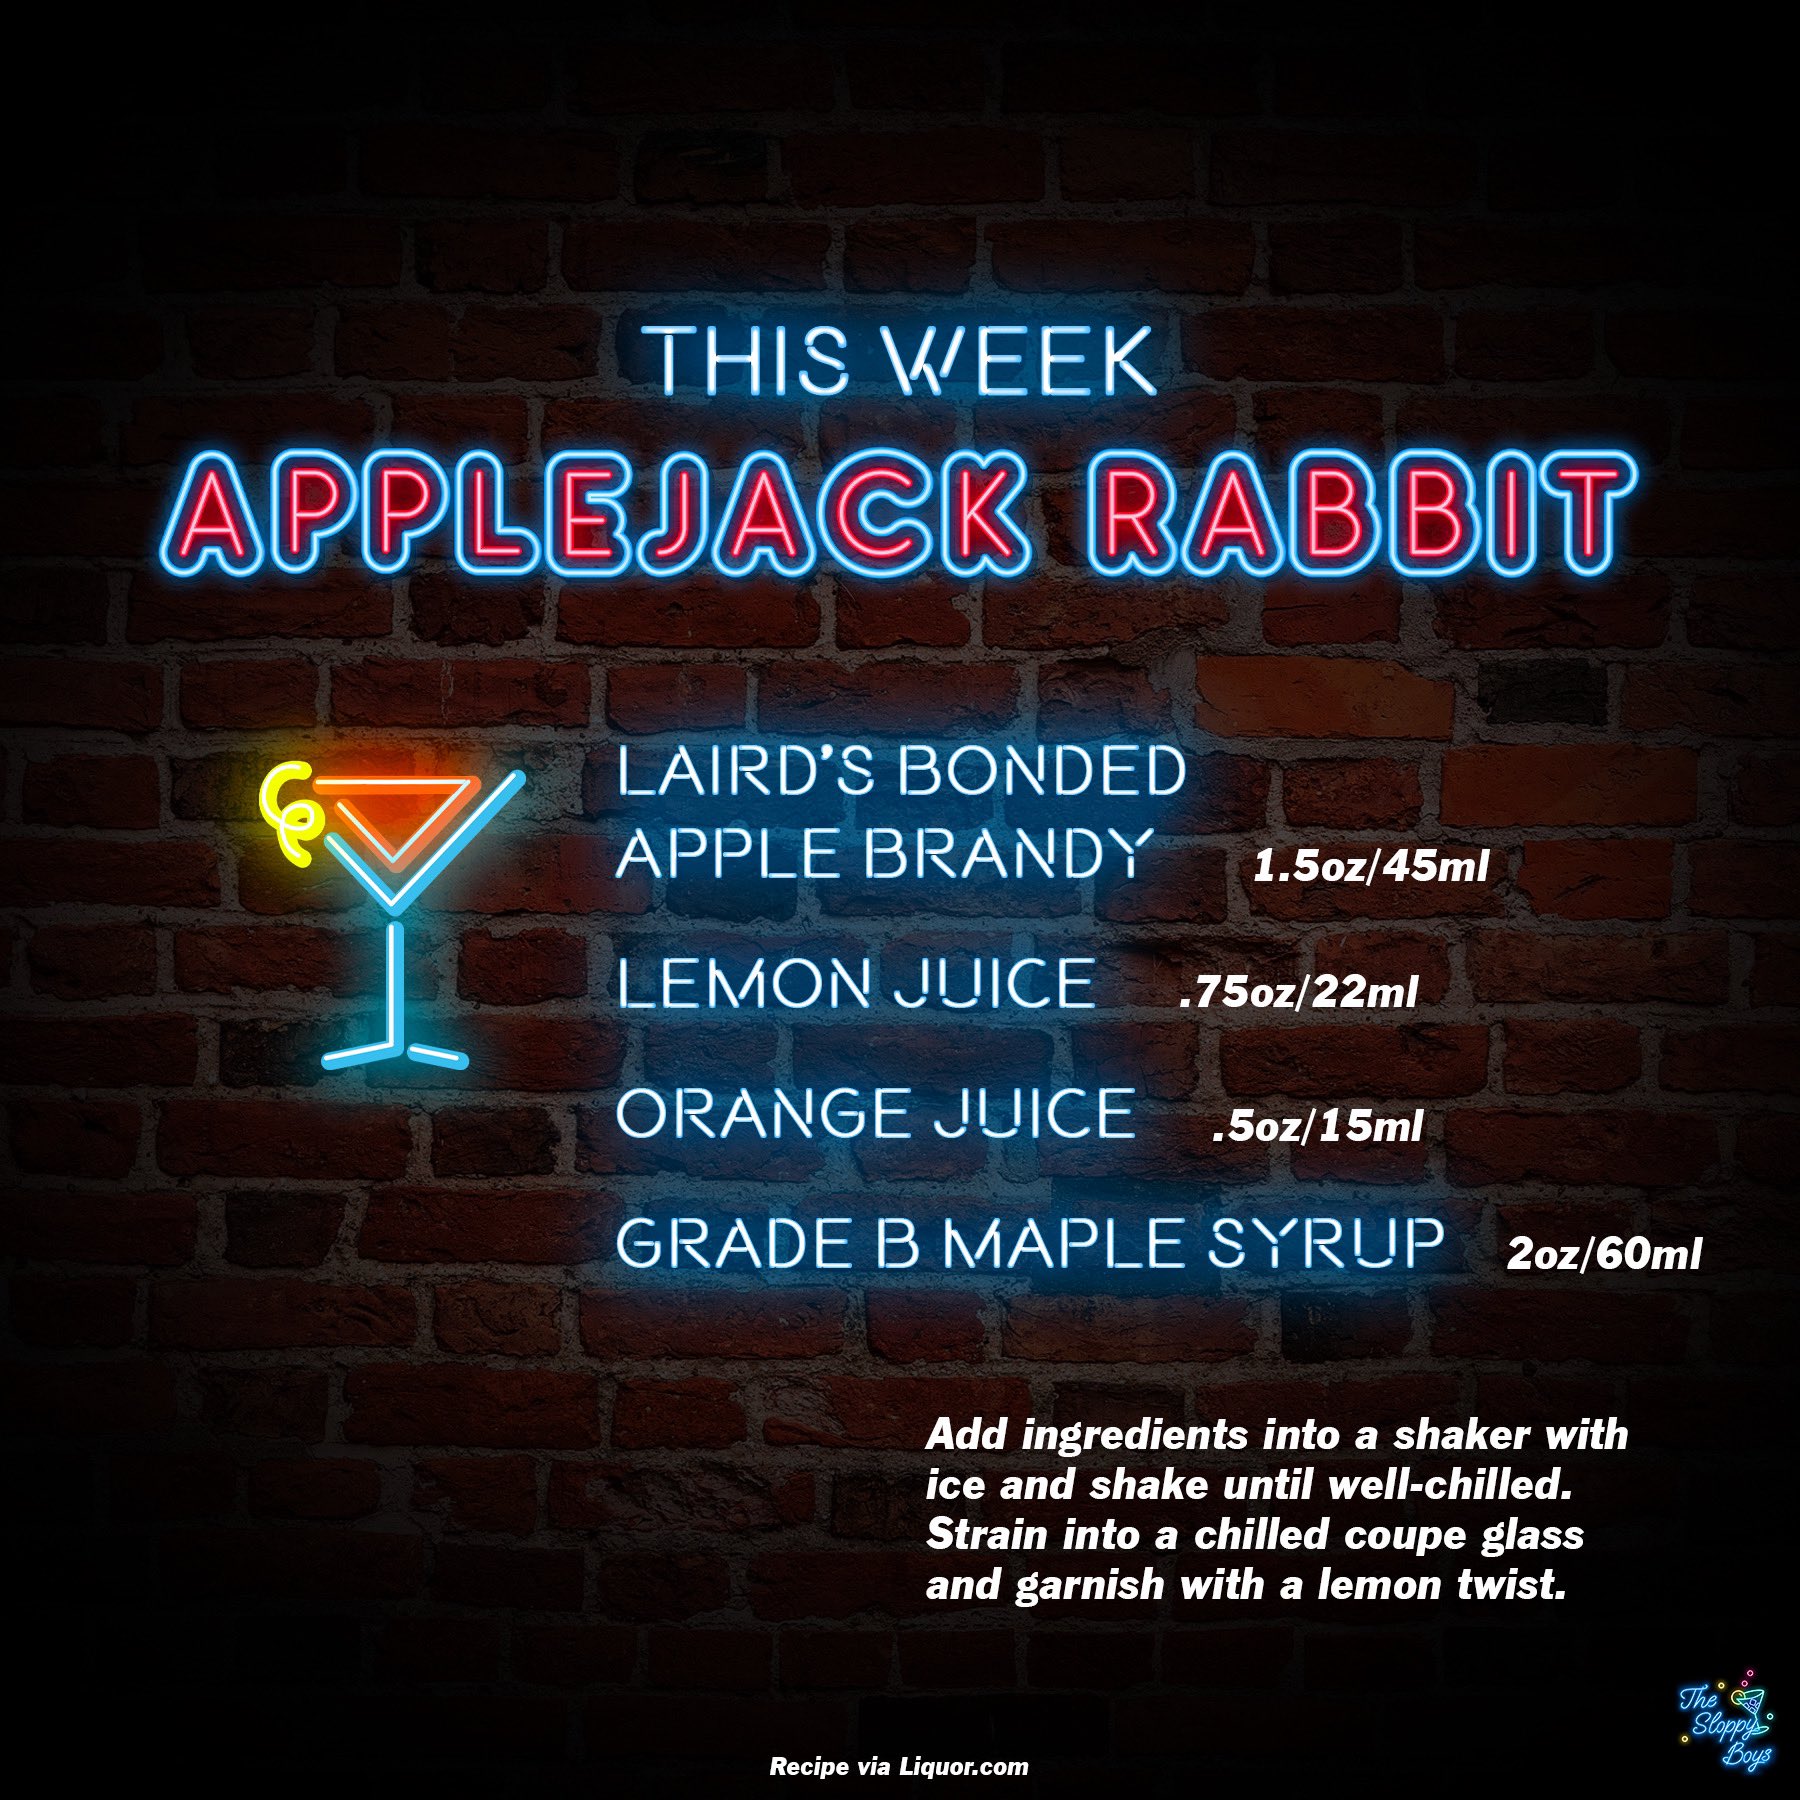 THIS WEEK
APPLEJACK RABBIT
LAIRD'S BONDED
APPLE BRANDY 1.5oz/45ml
LEMON JUICE .75oz/22ml
ORANGE JUICE .5oz/15ml
GRADE B MAPLE SYRUP 2oz/60ml
Add ingredients into a shaker with
ice and shake until well-chilled.
Strain into a chilled coupe glass
and garnish with a lemon twist.
The
Sloppy
Boys
Recipe via Liquor.com